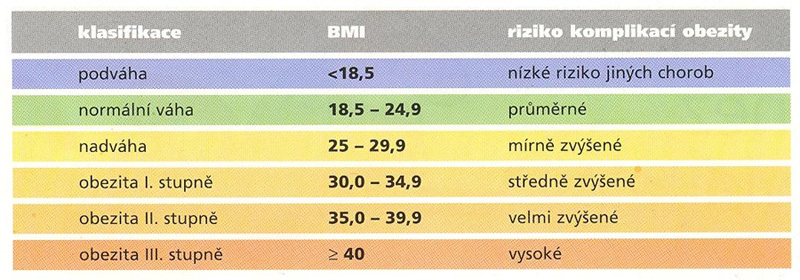 klasifikace BMI riziko komplikací obezity
podváha <18,5 nízké riziko jiných chorob
normální váha 18,5 – 24,9 průměrné
nadváha 25 – 29,9 mírně zvýšené
obezita I. stupně 30,0 – 34,9 středně zvýšené
obezita II. stupně 35,0 – 39,9 velmi zvýšené
obezita III. stupně ≥ 40 vysoké